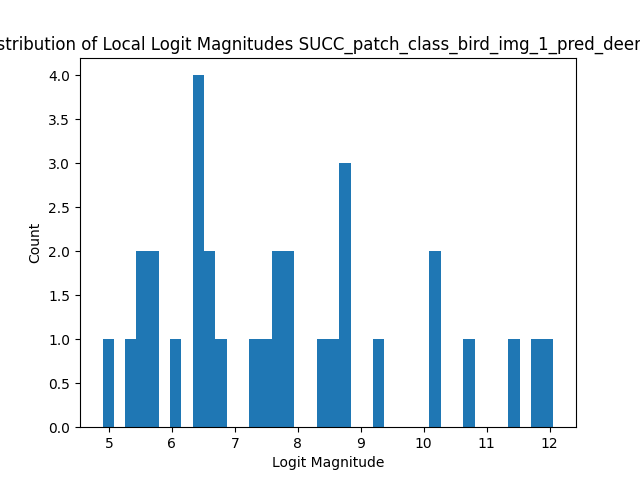 stribution of Local Logit Magnitudes SUCC_patch_class_bird_img_1_pred_deer
4.0
3.5
3.0
2.5
2.0
1.5
1.0
0.5
0.0
Count
5 6 7 8 9 10 11 12
Logit Magnitude